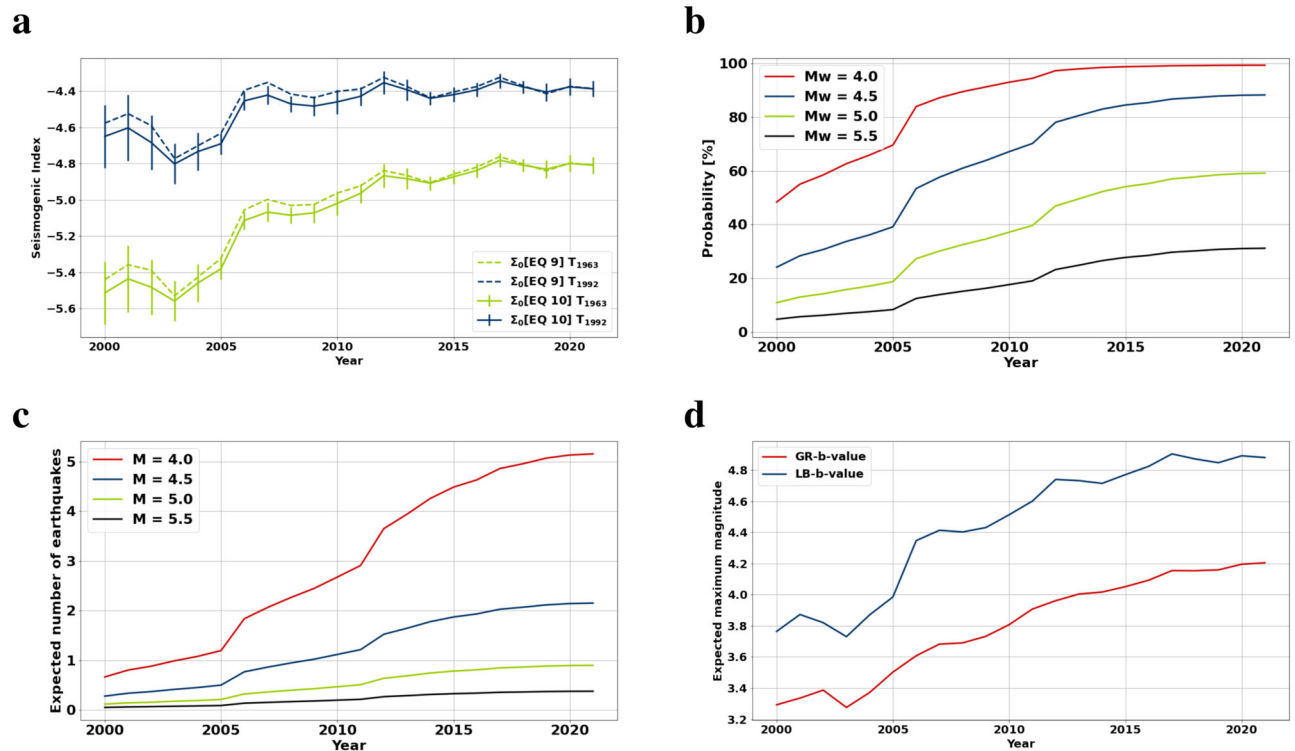 a
−4.4
−4.6
−4.8
−5.0
−5.2
−5.4
−5.6
Seismogenic Index
Σ₀[EQ 9] T₁₉₆₃
Σ₀[EQ 9] T₁₉₉₂
Σ₀[EQ 10] T₁₉₆₃
Σ₀[EQ 10] T₁₉₉₂
2000 2005 2010 2015 2020
Year
b
100
80
60
40
20
0
Probability [%]
Mw = 4.0
Mw = 4.5
Mw = 5.0
Mw = 5.5
2000 2005 2010 2015 2020
Year
c
5
4
3
2
1
0
Expected number of earthquakes
M = 4.0
M = 4.5
M = 5.0
M = 5.5
2000 2005 2010 2015 2020
Year
d
4.8
4.6
4.4
4.2
4.0
3.8
3.6
3.4
3.2
Expected maximum magnitude
GR-b-value
LB-b-value
2000 2005 2010 2015 2020
Year